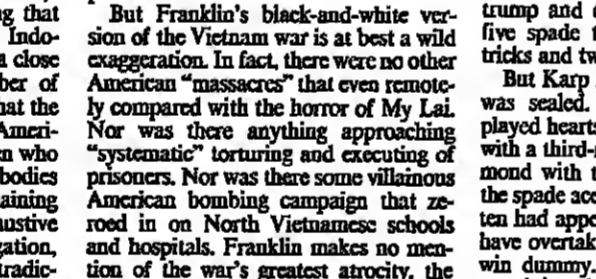 ng that
Indo-
a close
ber of
nat the
Ameri-
n who
bodies
aining
austive
gation,
tradic-
But Franklin's black-and-white ver-
sion of the Vietnam war is at best a wild
exaggeration. In fact, there were no other
American "massacres" that even remote-
ly compared with the horror of My Lai.
Nor was there anything approaching
"systematic" torturing and executing of
prisoners. Nor was there some villainous
American bombing campaign that ze-
roed in on North Vietnamese schools
and hospitals. Franklin makes no men-
tion of the war's greatest atrocity, the
trump and
five spade
tricks and tw
But Karp
was sealed.
played hearts
with a third-
mond with t
the spade ace
ten had appe
have overtak
win dummy.